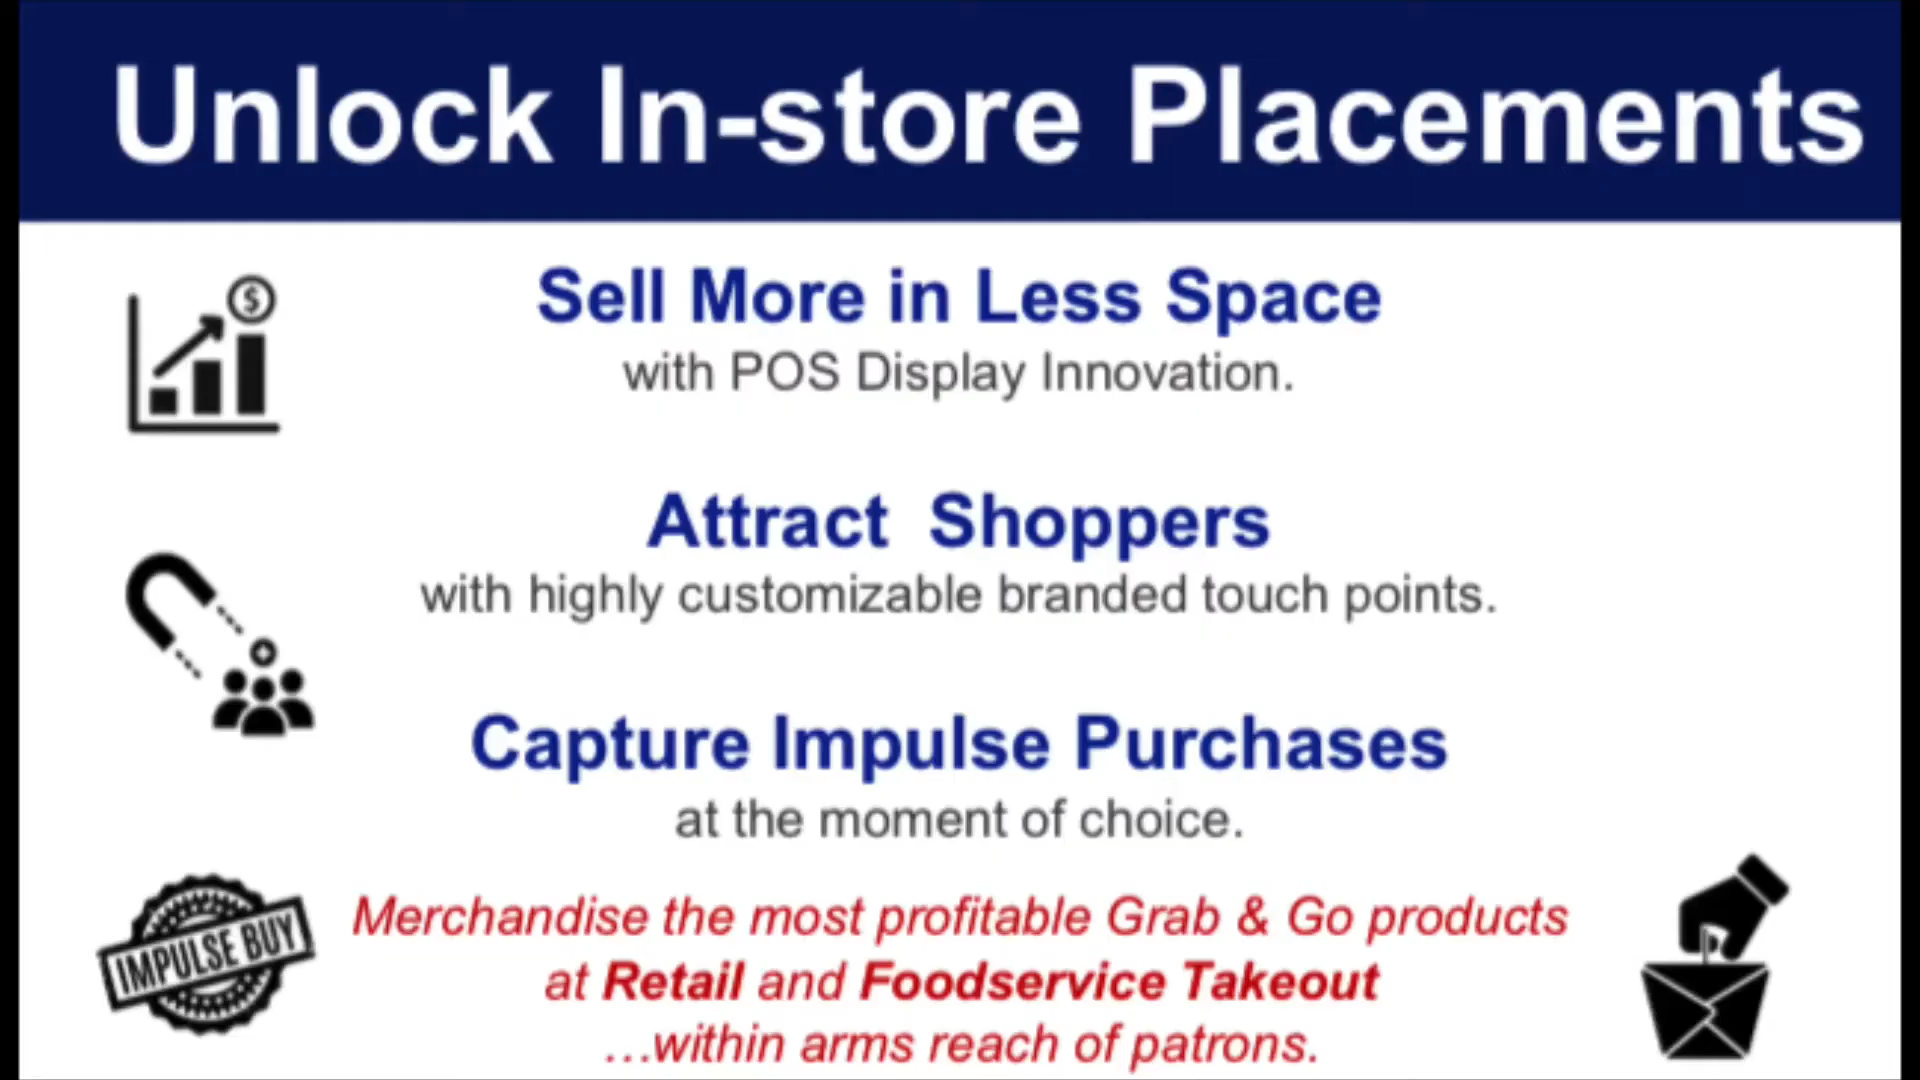 Unlock In-store Placements
$
Sell More in Less Space
with POS Display Innovation.
Attract Shoppers
with highly customizable branded touch points.
Capture Impulse Purchases
at the moment of choice.
IMPULSE BUY
Merchandise the most profitable Grab & Go products
at Retail and Foodservice Takeout
...within arms reach of patrons.